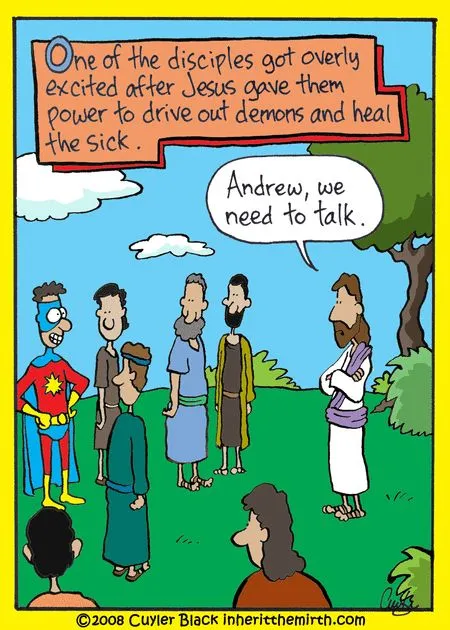 One of the disciples got overly
excited after Jesus gave them
power to drive out demons and heal
the sick.
Andrew, we
need to talk.
©2008 Cuyler Black inheritthemirth.com